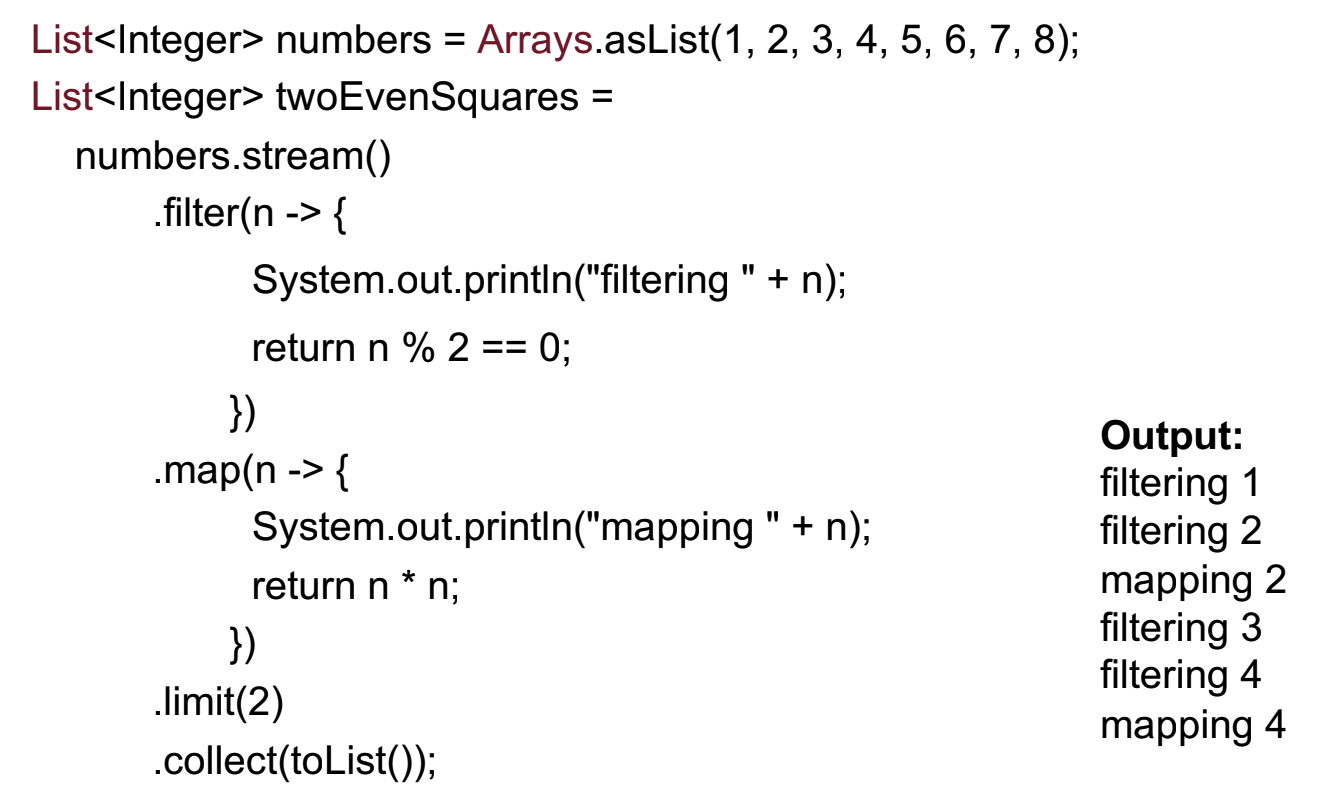 List<Integer> numbers = Arrays.asList(1, 2, 3, 4, 5, 6, 7, 8);
List<Integer> twoEvenSquares =
numbers.stream()
.filter(n -> {
System.out.println("filtering " + n);
return n % 2 == 0;
})
.map(n -> {
System.out.println("mapping " + n);
return n * n;
})
.limit(2)
.collect(toList());
Output:
filtering 1
filtering 2
mapping 2
filtering 3
filtering 4
mapping 4